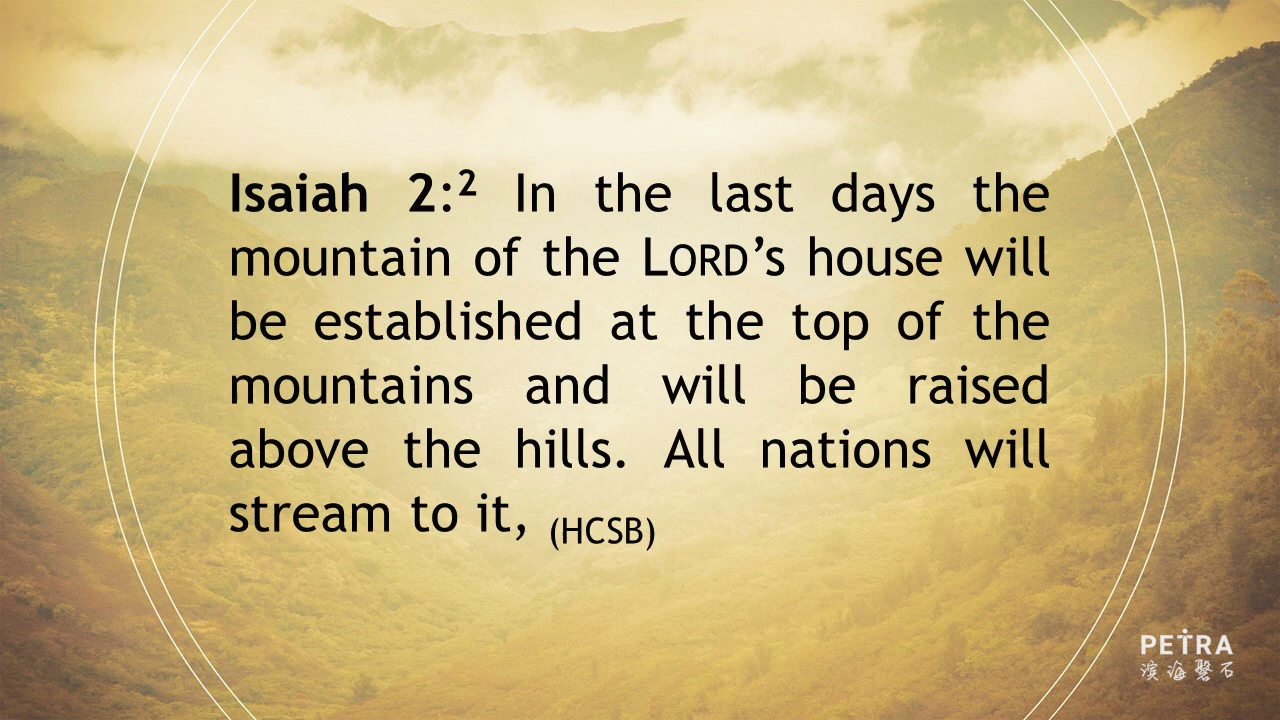 Isaiah 2:² In the last days the
mountain of the LORD’s house will
be established at the top of the
mountains and will be raised
above the hills. All nations will
stream to it, (HCSB)
PETRA
滨海磐石